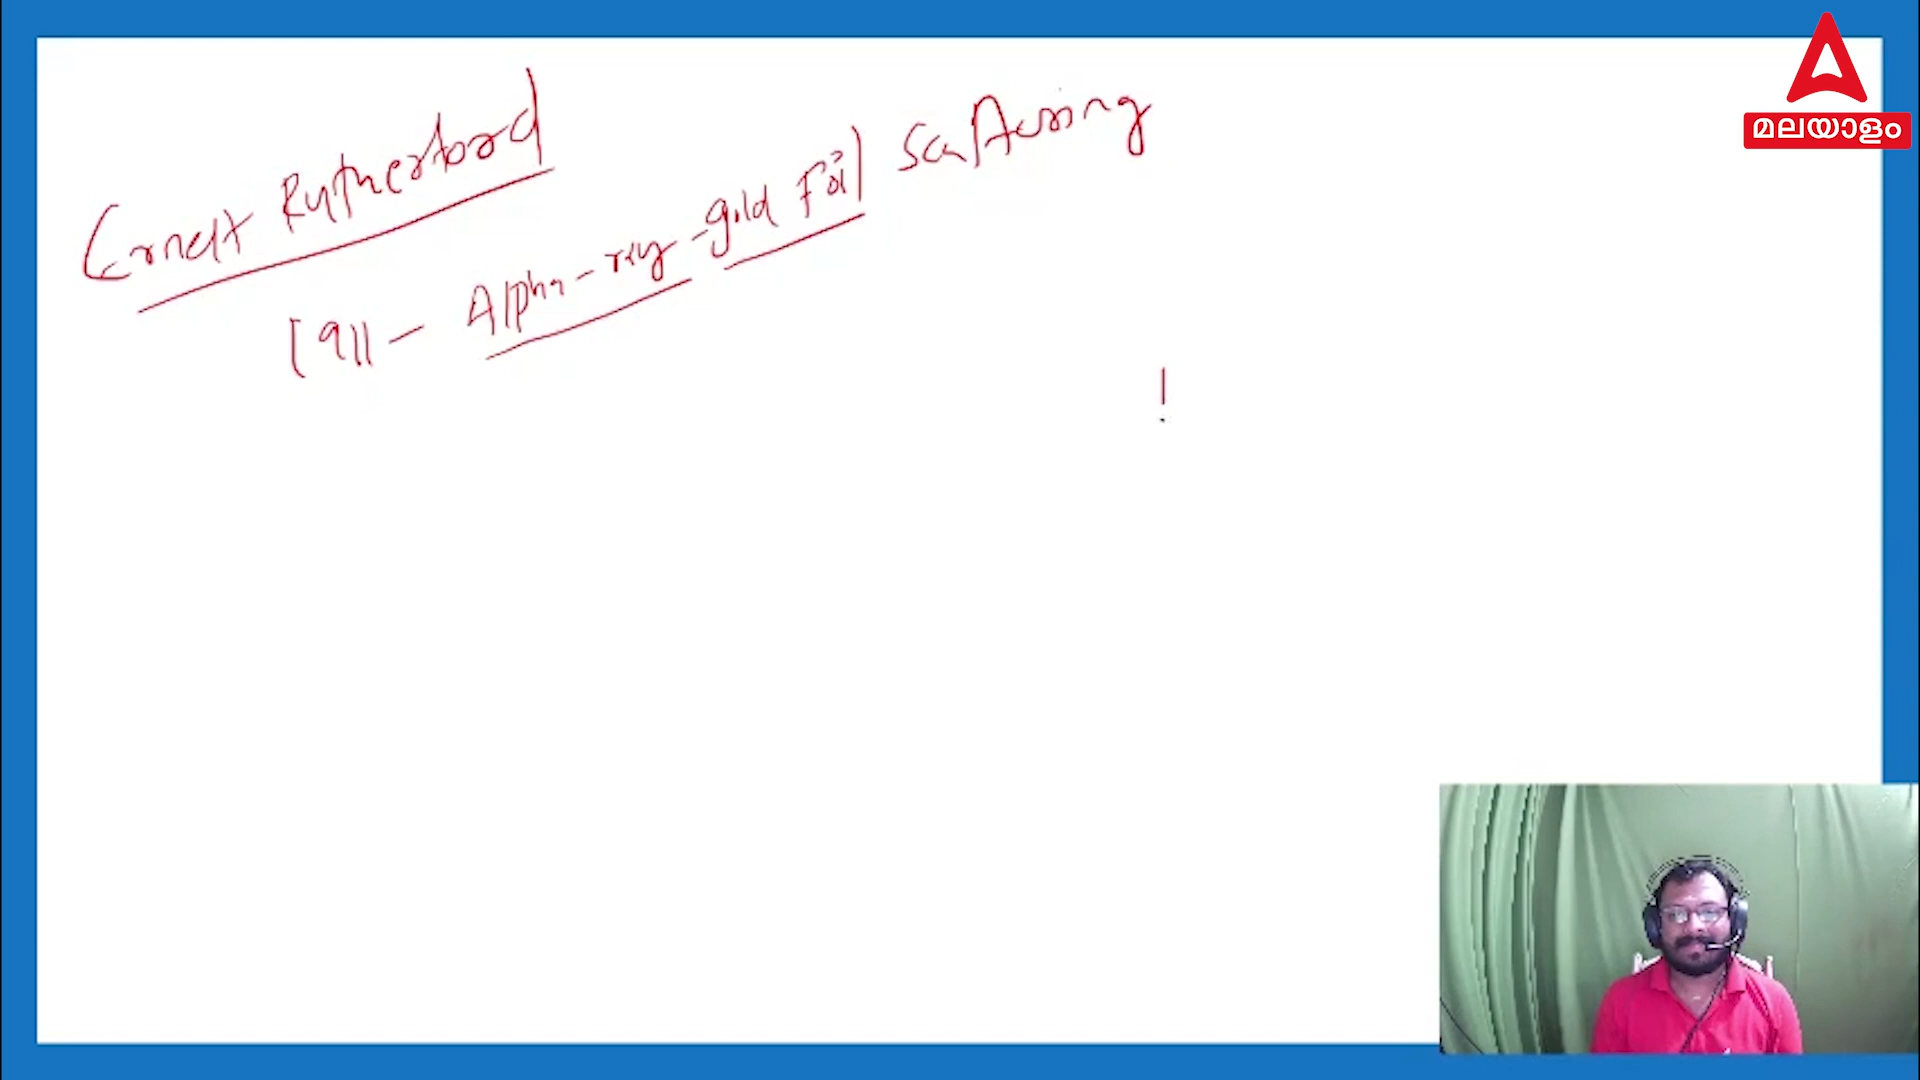 Ernest Rutherford
1911 - Alpha-ray-gold Foil Scattering
മലയാളം